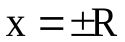 x = ±R